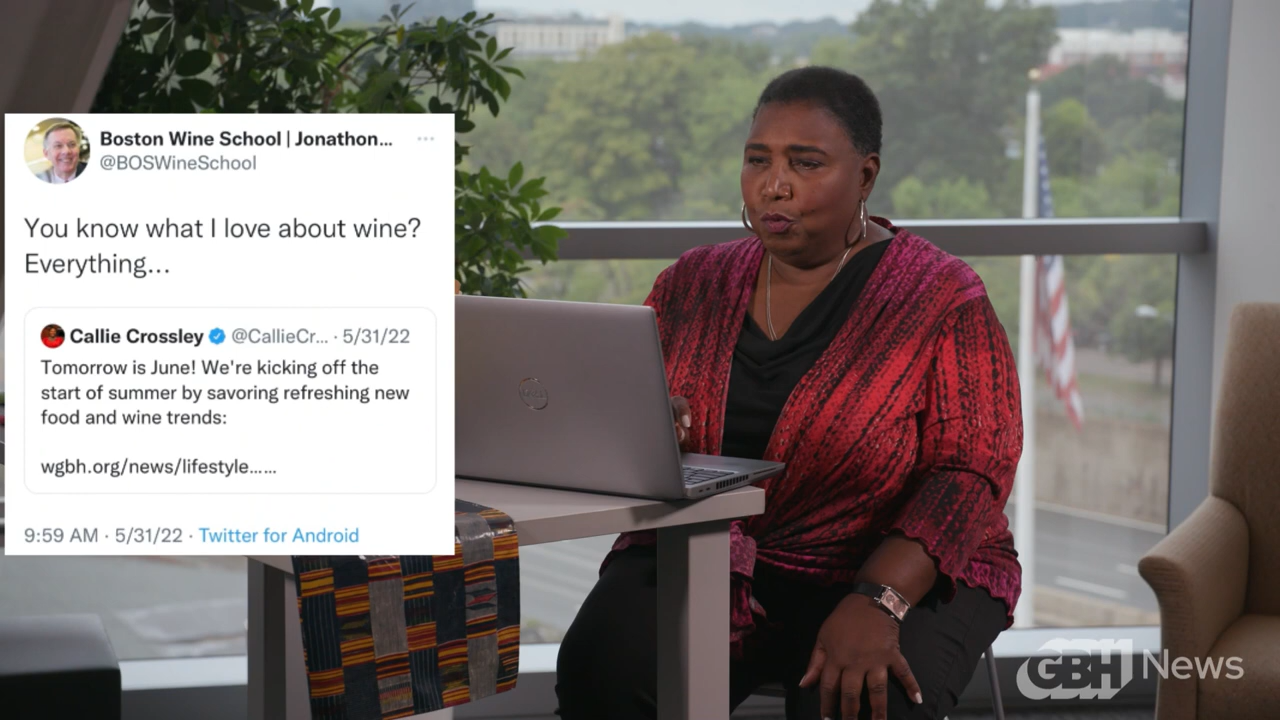 Boston Wine School | Jonathon...
@BOSWineSchool
You know what I love about wine?
Everything...
Callie Crossley @CallieCr... · 5/31/22
Tomorrow is June! We're kicking off the
start of summer by savoring refreshing new
food and wine trends:
wgbh.org/news/lifestyle......
9:59 AM · 5/31/22 · Twitter for Android
DELL
GBH News